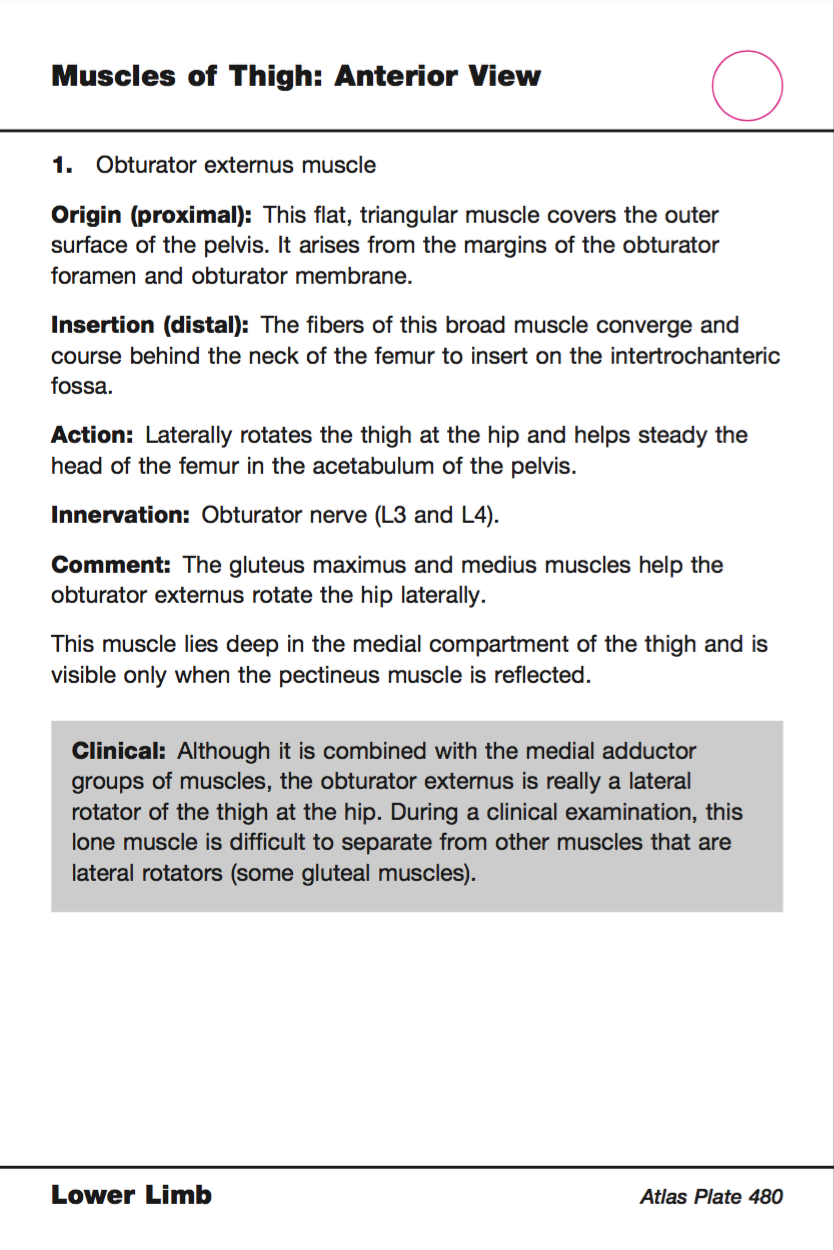 Muscles of Thigh: Anterior View
1. Obturator externus muscle
Origin (proximal): This flat, triangular muscle covers the outer
surface of the pelvis. It arises from the margins of the obturator
foramen and obturator membrane.
Insertion (distal): The fibers of this broad muscle converge and
course behind the neck of the femur to insert on the intertrochanteric
fossa.
Action: Laterally rotates the thigh at the hip and helps steady the
head of the femur in the acetabulum of the pelvis.
Innervation: Obturator nerve (L3 and L4).
Comment: The gluteus maximus and medius muscles help the
obturator externus rotate the hip laterally.
This muscle lies deep in the medial compartment of the thigh and is
visible only when the pectineus muscle is reflected.
Clinical: Although it is combined with the medial adductor
groups of muscles, the obturator externus is really a lateral
rotator of the thigh at the hip. During a clinical examination, this
lone muscle is difficult to separate from other muscles that are
lateral rotators (some gluteal muscles).
Lower Limb
Atlas Plate 480